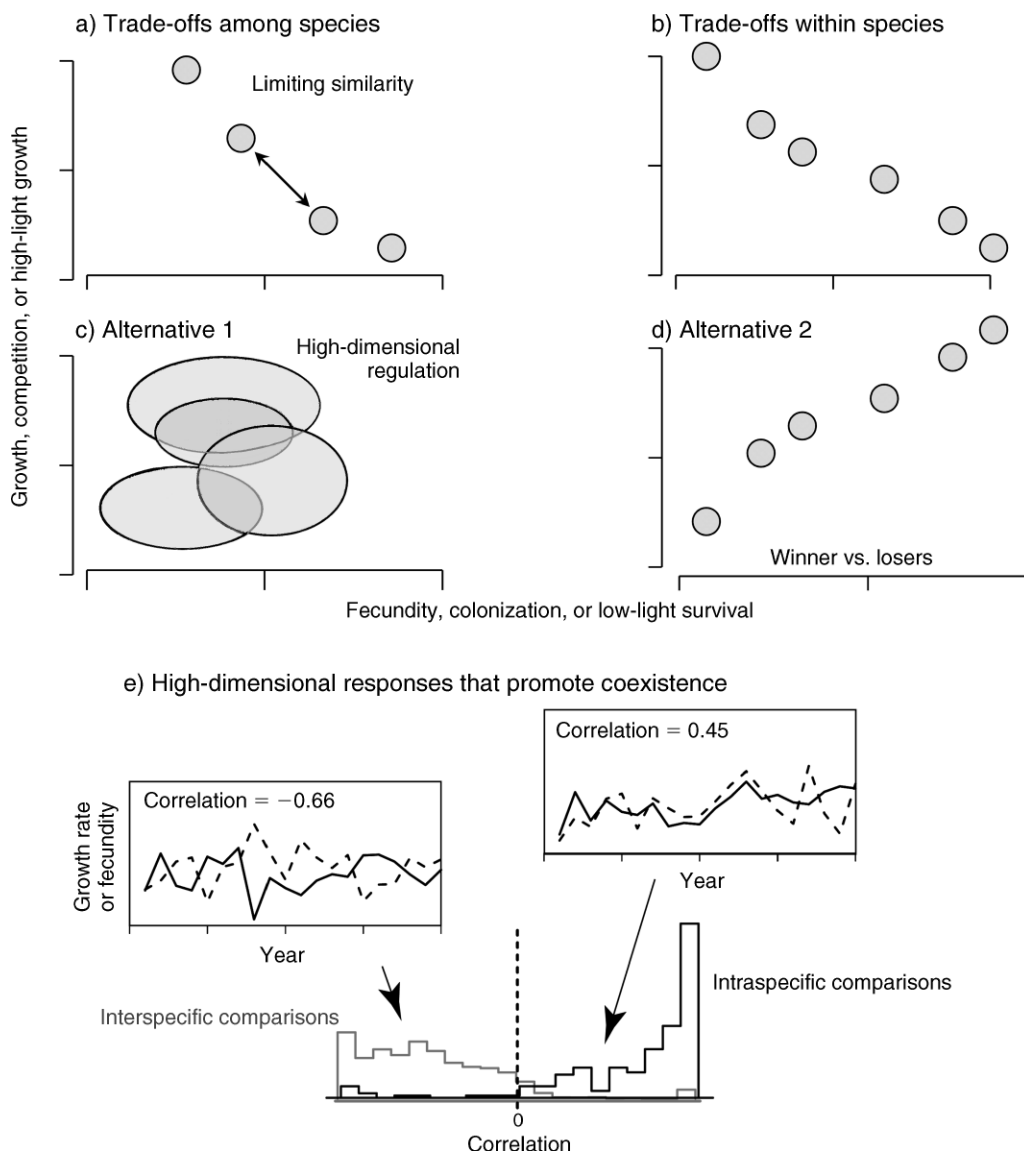 a) Trade-offs among species
b) Trade-offs within species
Limiting similarity
Growth, competition, or high-light growth
c) Alternative 1
High-dimensional
regulation
d) Alternative 2
Winner vs. losers
Fecundity, colonization, or low-light survival
e) High-dimensional responses that promote coexistence
Correlation = 0.45
Correlation = −0.66
Growth rate
or fecundity
Year
Year
Intraspecific comparisons
Interspecific comparisons
0
Correlation